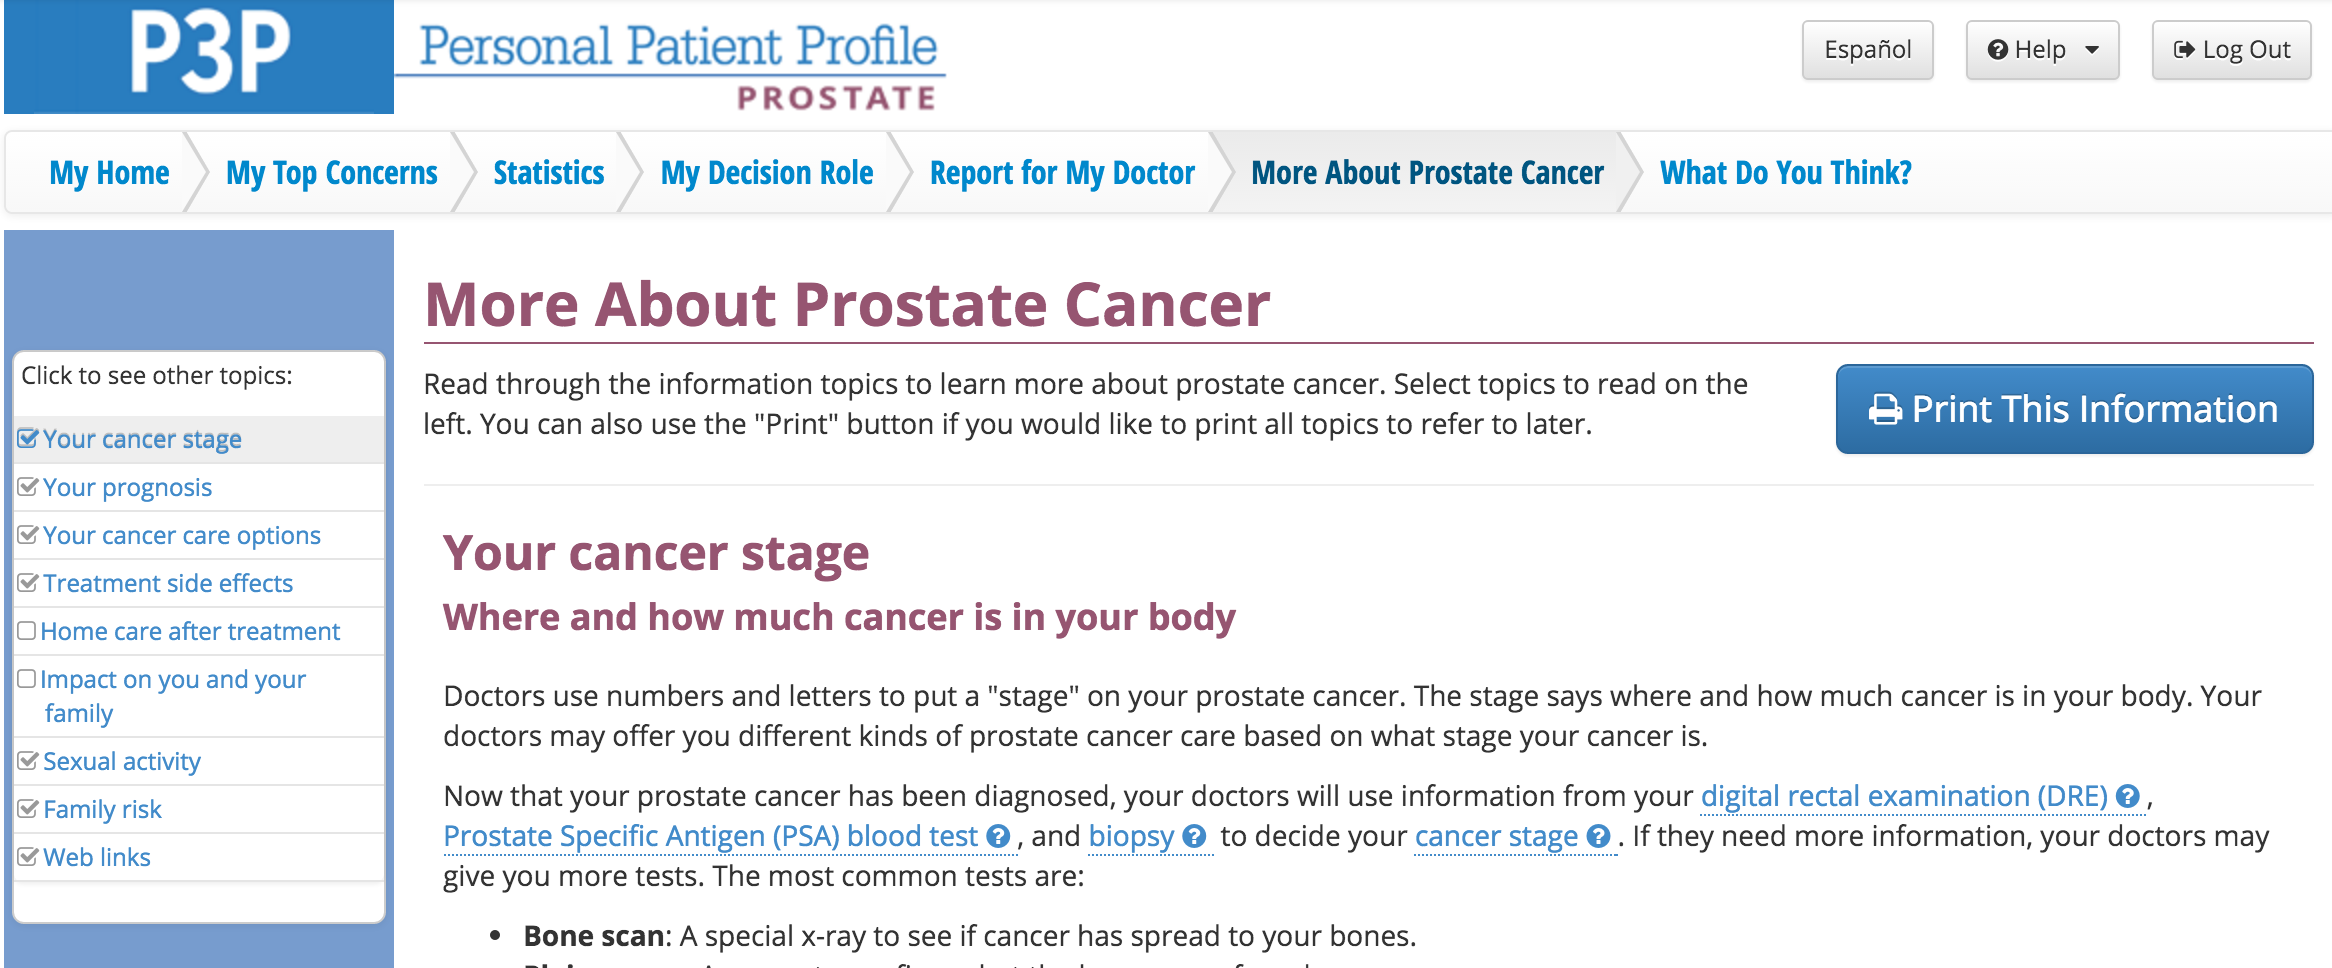 P3P
Personal Patient Profile
PROSTATE
Español
Help
Log Out
My Home
My Top Concerns
Statistics
My Decision Role
Report for My Doctor
More About Prostate Cancer
What Do You Think?
Click to see other topics:
Your cancer stage
Your prognosis
Your cancer care options
Treatment side effects
Home care after treatment
Impact on you and your
family
Sexual activity
Family risk
Web links
More About Prostate Cancer
Read through the information topics to learn more about prostate cancer. Select topics to read on the
left. You can also use the "Print" button if you would like to print all topics to refer to later.
Print This Information
Your cancer stage
Where and how much cancer is in your body
Doctors use numbers and letters to put a "stage" on your prostate cancer. The stage says where and how much cancer is in your body. Your
doctors may offer you different kinds of prostate cancer care based on what stage your cancer is.
Now that your prostate cancer has been diagnosed, your doctors will use information from your digital rectal examination (DRE) ,
Prostate Specific Antigen (PSA) blood test , and biopsy to decide your cancer stage . If they need more information, your doctors may
give you more tests. The most common tests are:
• Bone scan: A special x-ray to see if cancer has spread to your bones.